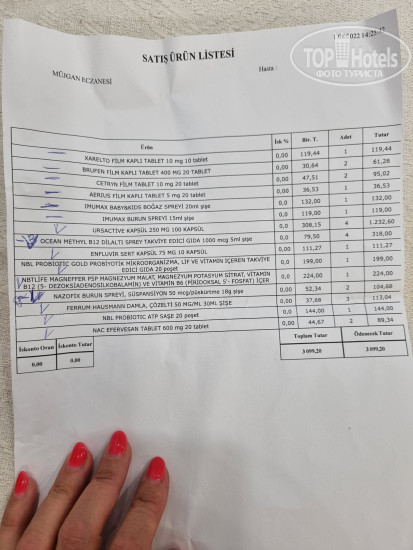 TOPHotels
ФОТО ТУРИСТА
2022 14:25
SATIŞ ÜRÜN LİSTESİ
MÜJGAN ECZANESİ
Hasta :
Ürün İsk % Bir. T. Adet Tutar
XARELTO FİLM KAPLI TABLET 10 mg 10 tablet 0,00 119,44 1 119,44
BRUFEN FİLM KAPLI TABLET 400 MG 20 TABLET 0,00 30,64 2 61,28
CETRYN FİLM TABLET 10 mg 20 tablet 0,00 47,51 2 95,02
AERIUS FİLM KAPLI TABLET 5 mg 20 tablet 0,00 36,53 1 36,53
IMUMAX BABY&KIDS BOĞAZ SPREYİ 20ml şişe 0,0 132,00 1 132,00
IMUMAX BURUN SPREYİ 15ml şişe 0,0 119,00 1 119,00
URSACTIVE KAPSÜL 250 MG 100 KAPSÜL 0,0 308,15 4 1.232,60
OCEAN METHYL B12 DİLALTI SPREY TAKVİYE EDİCİ GIDA 1000 mcg 5ml şişe 0,0 79,50 4 318,00
ENFLUVIR SERT KAPSÜL 75 MG 10 KAPSÜL 0,00 111,27 1 111,27
NBL PROBIOTIC GOLD PROBİYOTİK MİKROORGANİZMA, LİF VE VİTAMİN İÇEREN TAKVİYE
EDİCİ GIDA 20 poşet 0,0 199,00 1 199,00
NBTLIFE MAGNEFFER PSP MAGNEZYUM MALAT, MAGNEZYUM POTASYUM SİTRAT, VİTAMİN
B12 (5- DEZOKSİADENOSİLKOBALAMİN) VE VİTAMİN B6 (PİRİDOKSAL 5'- FOSFAT) İÇER 0,0 224,00 1 224,00
NAZOFIX BURUN SPREYİ, SÜSPANSİYON 50 mcg/püskürtme 18g şişe 0,00 52,34 2 104,68
FERRUM HAUSMANN DAMLA, ÇÖZELTİ 50 MG/ML 30ML ŞİŞE 0,00 37,68 3 113,04
NBL PROBIOTIC ATP SAŞE 20 poşet 0,0 144,00 1 144,00
NAC EFERVESAN TABLET 600 mg 20 tablet 0,00 44,67 2 89,34
İskonto Oran İskonto Tutar Toplam Tutar Ödenecek Tutar
0,00 0,00 3 099,20 3 099,20